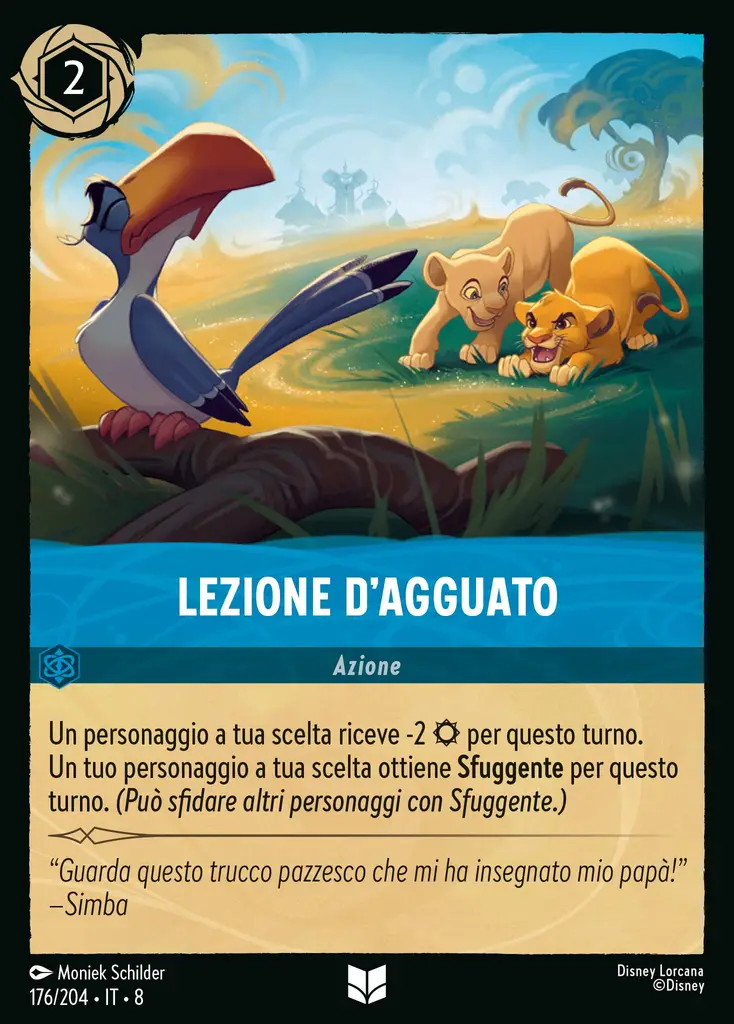 2
LEZIONE D'AGGUATO
Azione
Un personaggio a tua scelta riceve -2 per questo turno.
Un tuo personaggio a tua scelta ottiene Sfuggente per questo
turno. (Può sfidare altri personaggi con Sfuggente.)
“Guarda questo trucco pazzesco che mi ha insegnato mio papà!”
–Simba
Moniek Schilder
Disney Lorcana
176/204 • IT • 8
©Disney